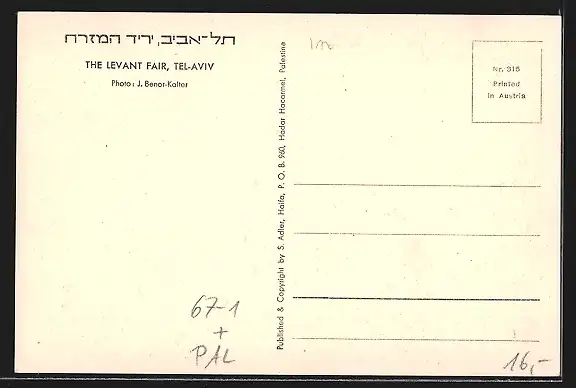 תל-אביב, יריד המזרח
THE LEVANT FAIR, TEL-AVIV
Photo: J. Benor-Kalter
Published & Copyright by S. Adler, Haifa, P. O. B. 960, Hadar Hacarmel, Palestine
Nr. 316
Printed
in Austria
67-1
+
PAL
16,-